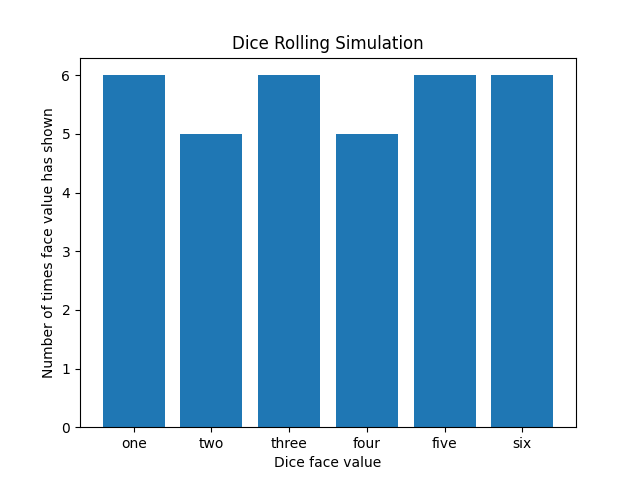 Dice Rolling Simulation
Number of times face value has shown
6
5
4
3
2
1
0
one two three four five six
Dice face value